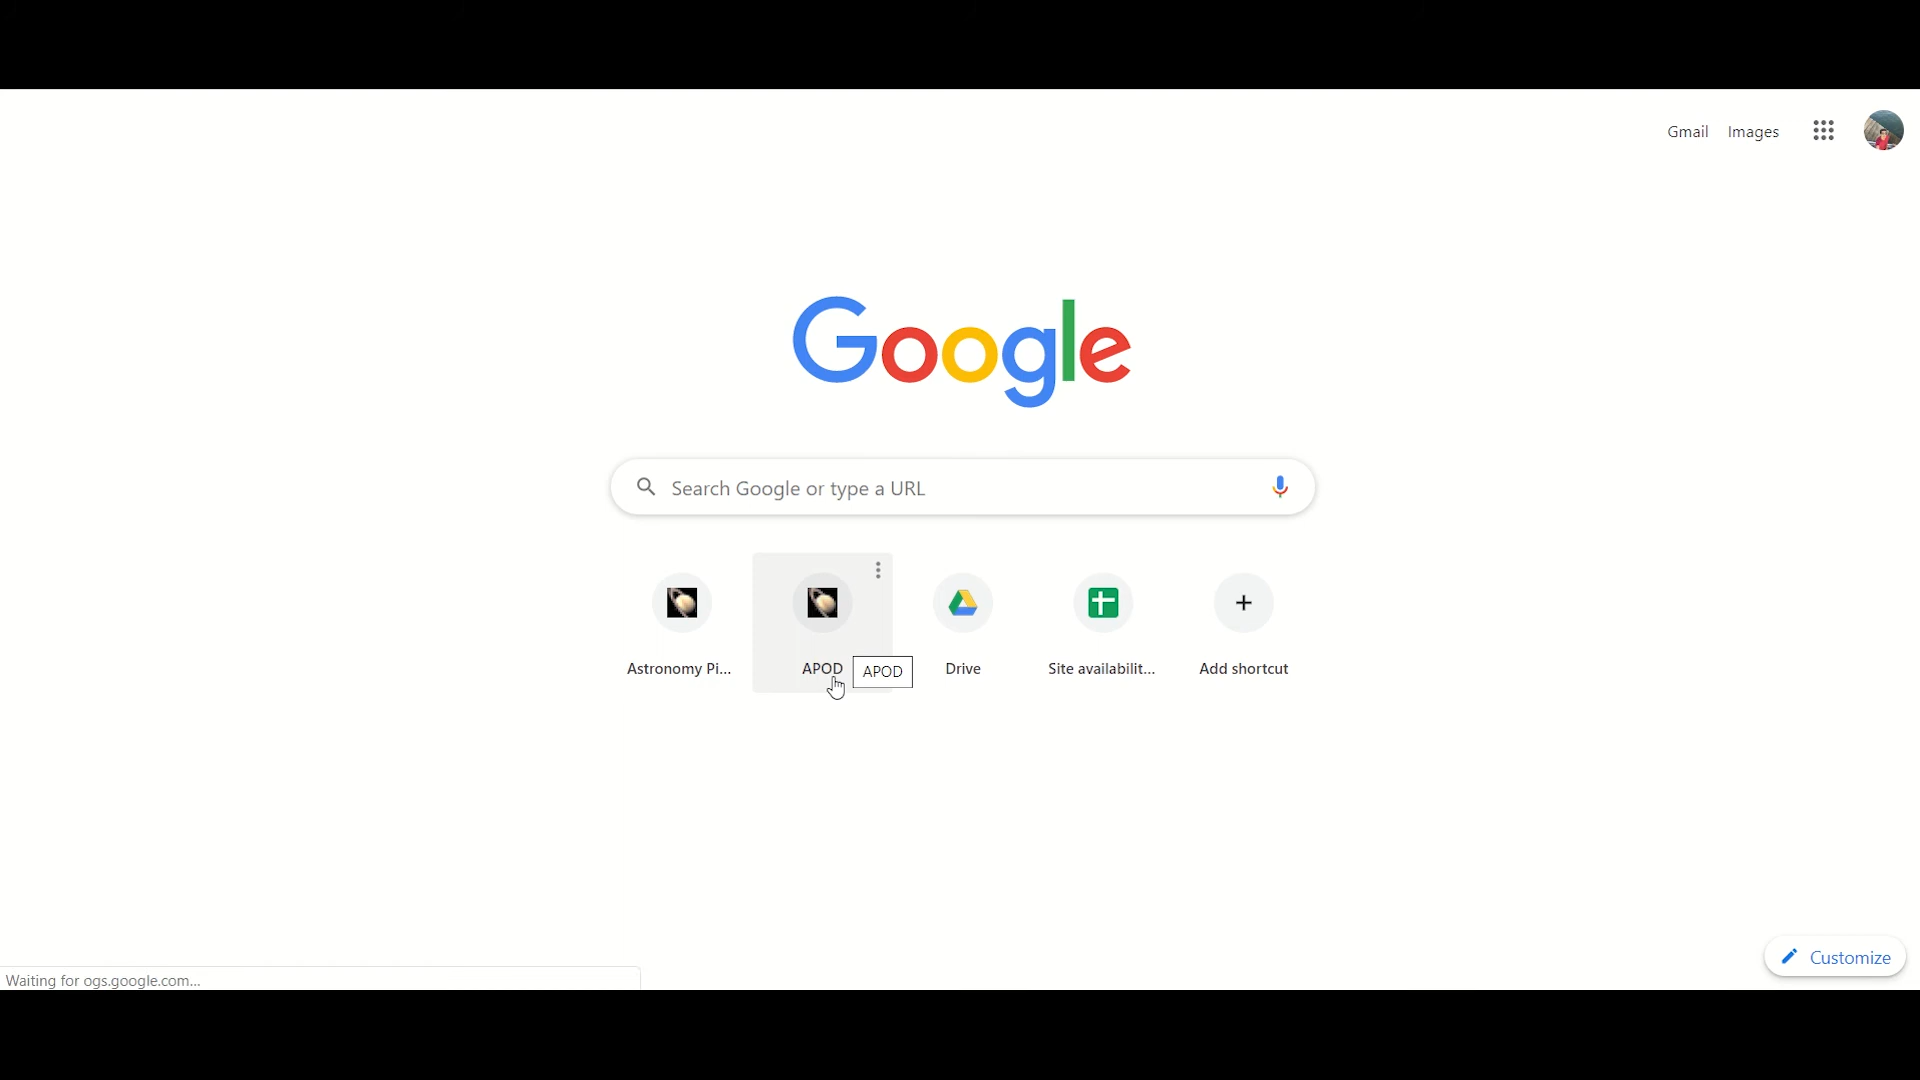 Gmail Images
Google
Search Google or type a URL
Astronomy Pi...
APOD
APOD
Drive
Site availabilit...
Add shortcut
Customize
Waiting for ogs.google.com...